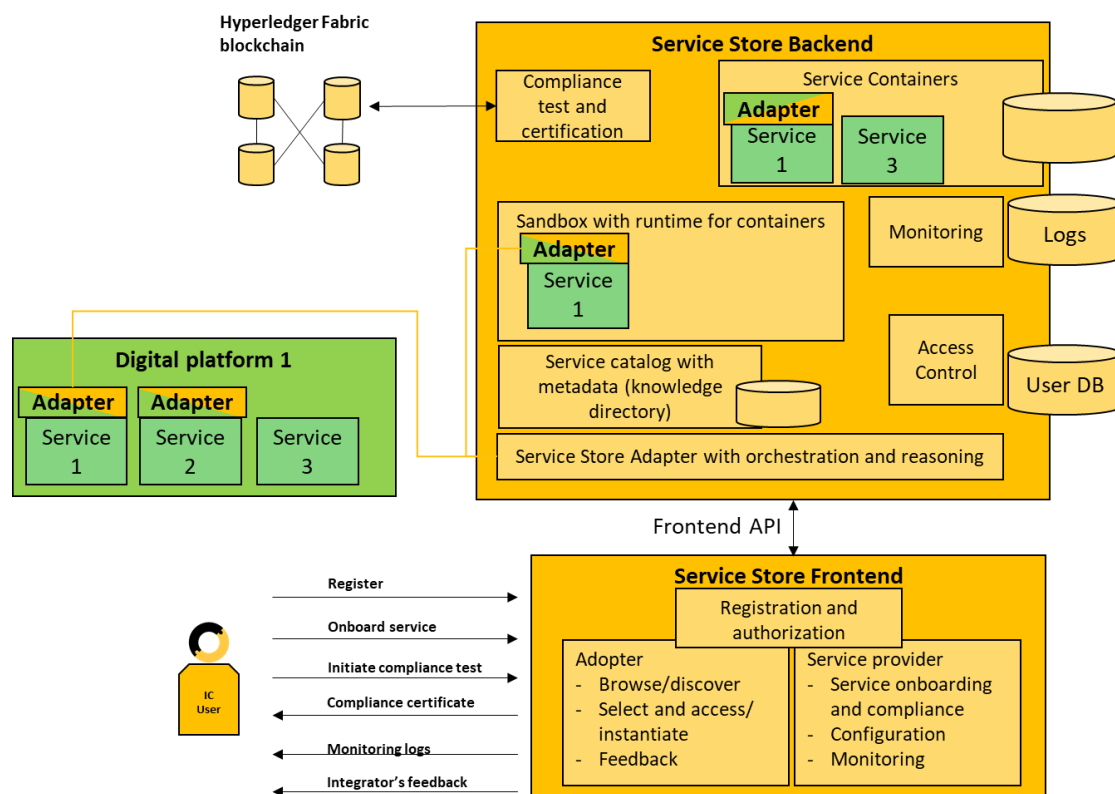 Hyperledger Fabric
blockchain
Service Store Backend
Compliance
test and
certification
Service Containers
Adapter
Service
1
Service
3
Sandbox with runtime for containers
Adapter
Service
1
Monitoring
Logs
Access
Control
User DB
Service catalog with
metadata (knowledge
directory)
Service Store Adapter with orchestration and reasoning
Digital platform 1
Adapter
Service
1
Adapter
Service
2
Service
3
Frontend API
Service Store Frontend
Registration and
authorization
Adopter
- Browse/discover
- Select and access/
instantiate
- Feedback
Service provider
- Service onboarding
and compliance
- Configuration
- Monitoring
IC
User
Register
Onboard service
Initiate compliance test
Compliance certificate
Monitoring logs
Integrator’s feedback